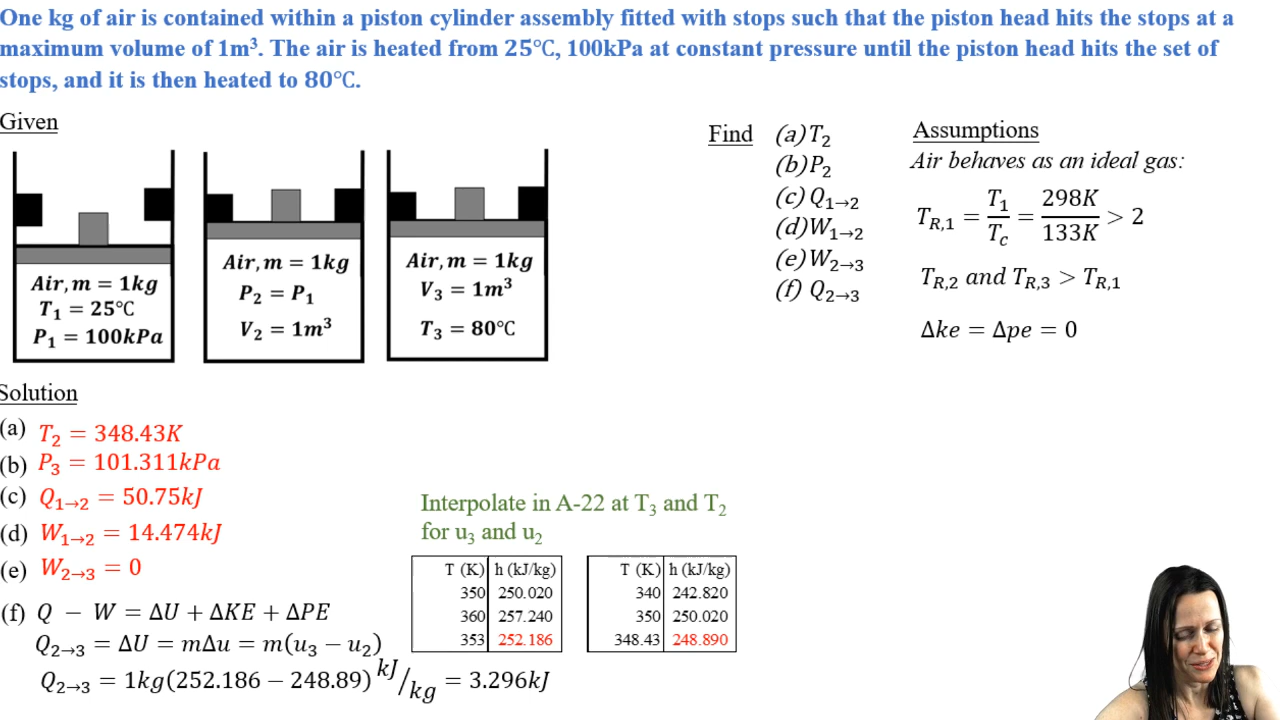 One kg of air is contained within a piston cylinder assembly fitted with stops such that the piston head hits the stops at a
maximum volume of 1m³. The air is heated from 25°C, 100kPa at constant pressure until the piston head hits the set of
stops, and it is then heated to 80°C.
Given
Air, m = 1kg
T₁ = 25°C
P₁ = 100kPa
Air, m = 1kg
P₂ = P₁
V₂ = 1m³
Air, m = 1kg
V₃ = 1m³
T₃ = 80°C
Find (a) T₂
(b) P₂
(c) Q₁→₂
(d) W₁→₂
(e) W₂→₃
(f) Q₂→₃
Assumptions
Air behaves as an ideal gas:
T_R,1 = T₁/T_c = 298K/133K > 2
T_R,2 and T_R,3 > T_R,1
Δke = Δpe = 0
Solution
(a) T₂ = 348.43K
(b) P₃ = 101.311kPa
(c) Q₁→₂ = 50.75kJ
(d) W₁→₂ = 14.474kJ
(e) W₂→₃ = 0
(f) Q − W = ΔU + ΔKE + ΔPE
Q₂→₃ = ΔU = mΔu = m(u₃ − u₂)
Q₂→₃ = 1kg(252.186 − 248.89) kJ/kg = 3.296kJ
Interpolate in A-22 at T₃ and T₂
for u₃ and u₂
T (K) h (kJ/kg)
350 250.020
360 257.240
353 252.186
T (K) h (kJ/kg)
340 242.820
350 250.020
348.43 248.890